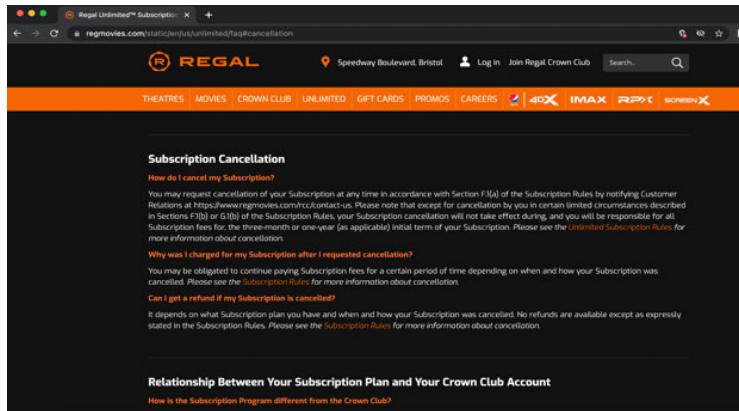 Regal Unlimited™ Subscription
regmovies.com/static/en/us/unlimited/faq#cancellation
REGAL
Speedway Boulevard, Bristol
Log in
Join Regal Crown Club
Search..
THEATRES MOVIES CROWN CLUB UNLIMITED GIFT CARDS PROMOS CAREERS 4DX IMAX RPX SCREENX
Subscription Cancellation
How do I cancel my Subscription?
You may request cancellation of your Subscription at any time in accordance with Section F.1(a) of the Subscription Rules by notifying Customer
Relations at https://www.regmovies.com/rcc/contact-us. Please note that except for cancellation by you in certain limited circumstances described
in Sections F.1(b) or G.1(b) of the Subscription Rules, your Subscription cancellation will not take effect during, and you will be responsible for all
Subscription fees for, the three-month or one-year (as applicable) initial term of your Subscription. Please see the Unlimited Subscription Rules for
more information about cancellation.
Why was I charged for my Subscription after I requested cancellation?
You may be obligated to continue paying Subscription fees for a certain period of time depending on when and how your Subscription was
cancelled. Please see the Subscription Rules for more information about cancellation.
Can I get a refund if my Subscription is cancelled?
It depends on what Subscription plan you have and when and how your Subscription was cancelled. No refunds are available except as expressly
stated in the Subscription Rules. Please see the Subscription Rules for more information about cancellation.
Relationship Between Your Subscription Plan and Your Crown Club Account
How is the Subscription Program different from the Crown Club?